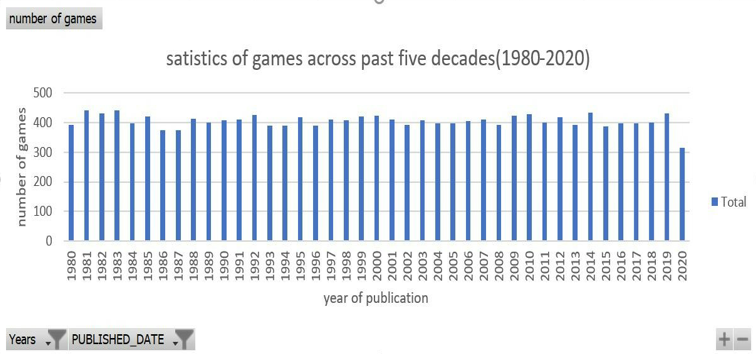 number of games
satistics of games across past five decades(1980-2020)
number of games
500
400
300
200
100
0
1980 1981 1982 1983 1984 1985 1986 1987 1988 1989 1990 1991 1992 1993 1994 1995 1996 1997 1998 1999 2000 2001 2002 2003 2004 2005 2006 2007 2008 2009 2010 2011 2012 2013 2014 2015 2016 2017 2018 2019 2020
Total
year of publication
Years PUBLISHED_DATE